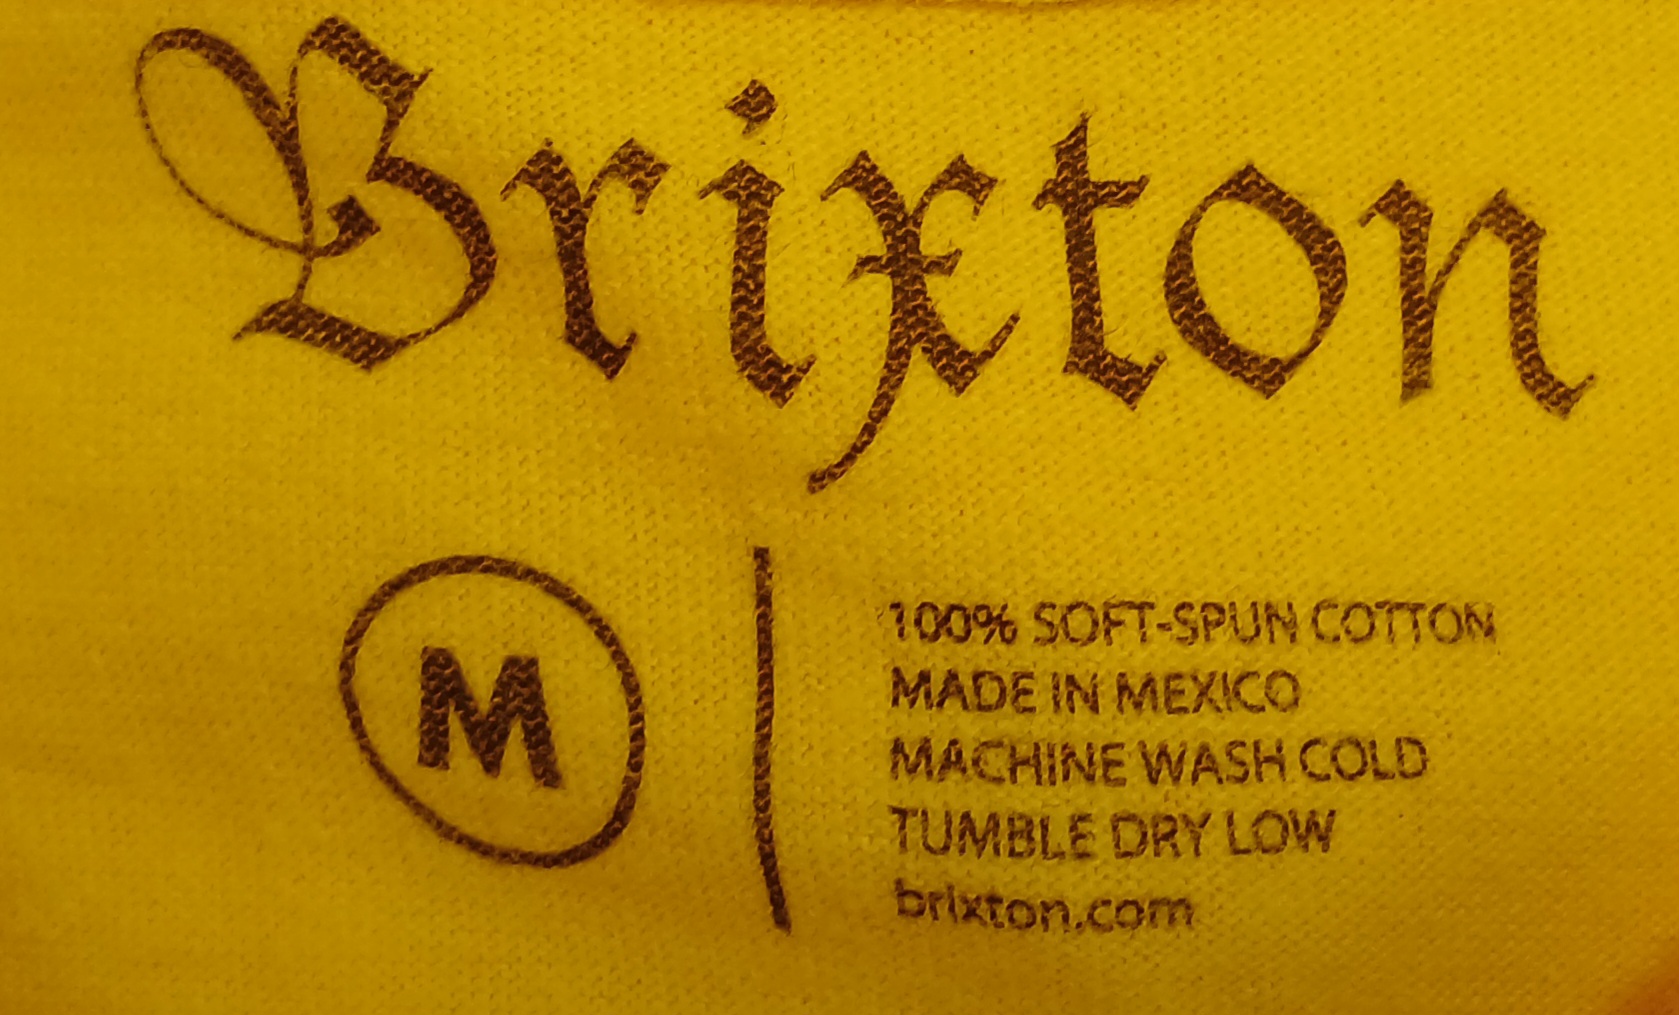 Brixton
M
100% SOFT-SPUN COTTON
MADE IN MEXICO
MACHINE WASH COLD
TUMBLE DRY LOW
brixton.com